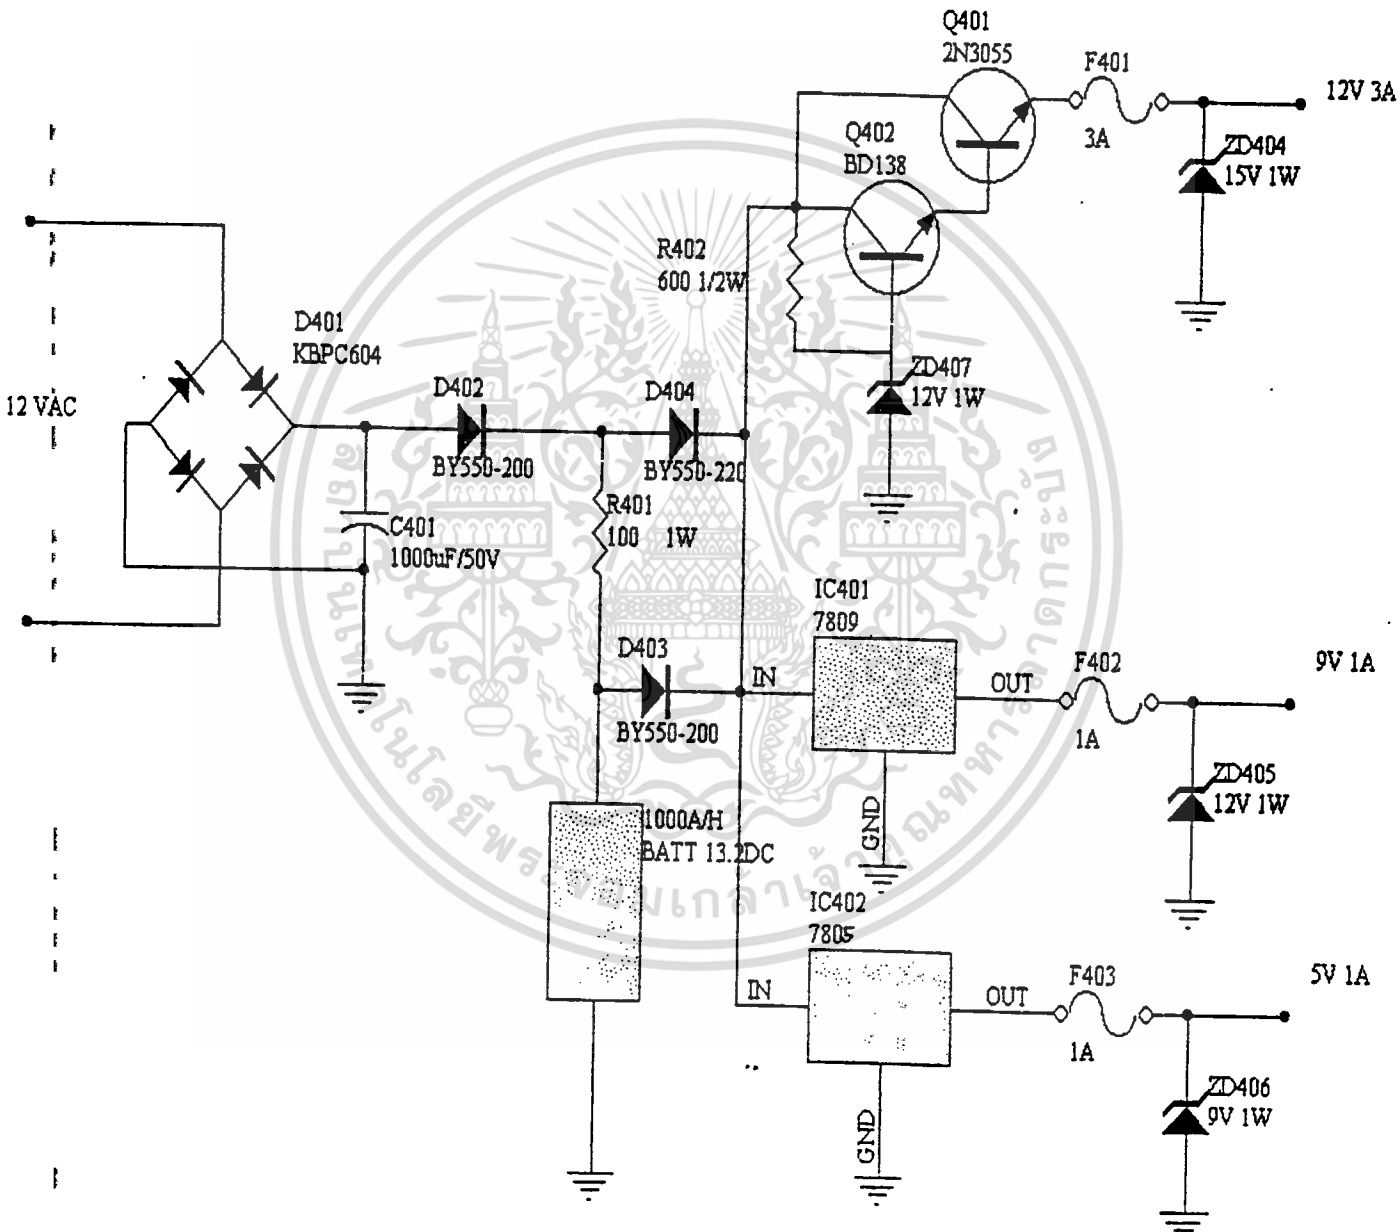 Q401
2N3055
F401
3A
12V 3A
Q402
BD138
ZD404
15V 1W
R402
600 1/2W
D401
KBPC604
ZD407
12V 1W
12 VAC
D402
BY550-200
D404
BY550-220
R401
100 1W
C401
1000uF/50V
IC401
7809
D403
BY550-200
IN
OUT
GND
F402
1A
9V 1A
ZD405
12V 1W
1000A/H
BATT 13.2DC
IC402
7805
IN
OUT
GND
F403
1A
5V 1A
ZD406
9V 1W